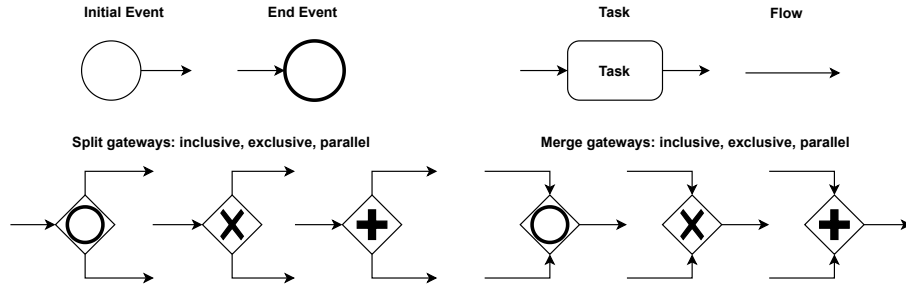 Initial Event
End Event
Task
Flow
Task
Split gateways: inclusive, exclusive, parallel
Merge gateways: inclusive, exclusive, parallel